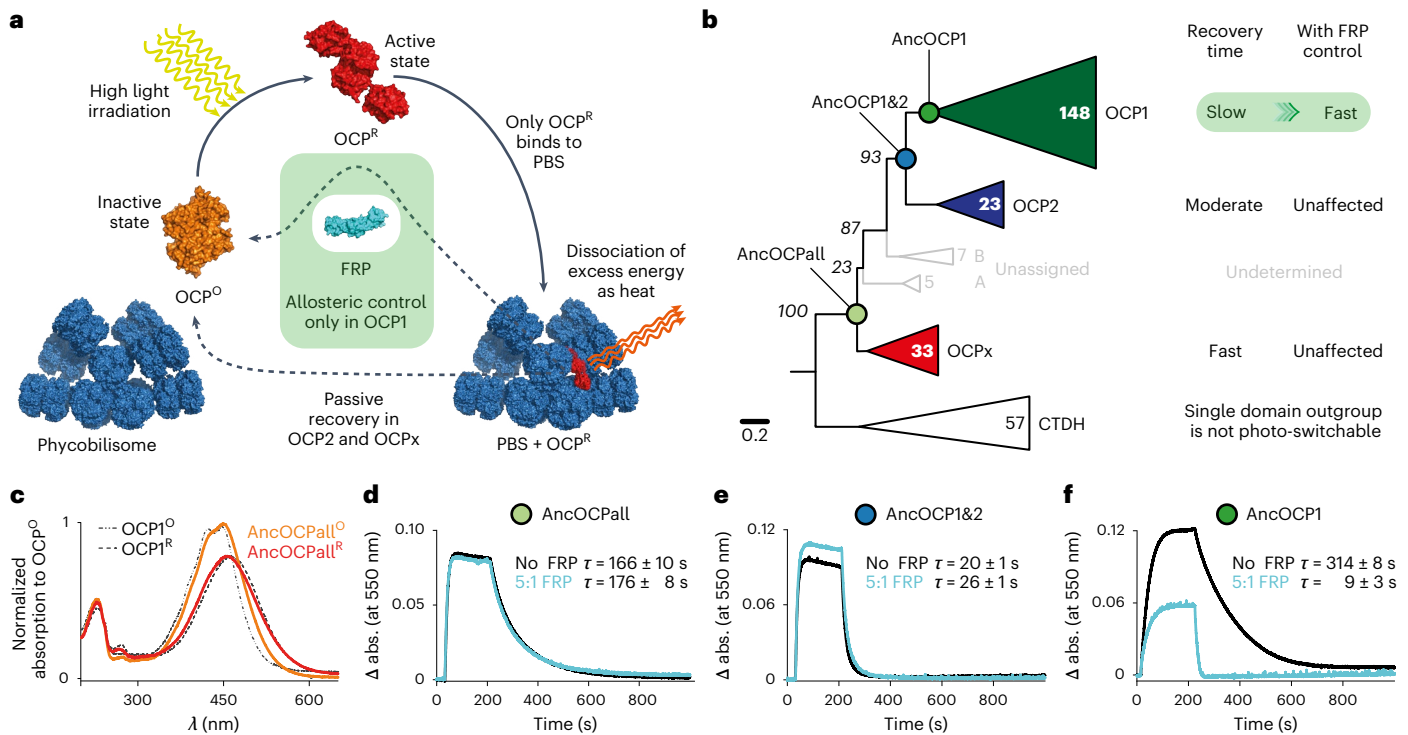 a
High light
irradiation
Active
state
OCPᴿ
Only OCPᴿ
binds to
PBS
Inactive
state
OCPᴼ
FRP
Allosteric control
only in OCP1
Dissociation of
excess energy
as heat
Passive
recovery in
OCP2 and OCPx
Phycobilisome
PBS + OCPᴿ
b
AncOCP1
AncOCP1&2
AncOCPall
148
OCP1
93
23
OCP2
87
7 B
5 A
Unassigned
23
100
33
OCPx
57
CTDH
0.2
Recovery
time
With FRP
control
Slow
Fast
Moderate
Unaffected
Undetermined
Fast
Unaffected
Single domain outgroup
is not photo-switchable
c
Normalized
absorption to OCPᴼ
1
0
OCP1ᴼ
OCP1ᴿ
AncOCPallᴼ
AncOCPallᴿ
300 450 600
λ (nm)
d
AncOCPall
Δ abs. (at 550 nm)
0.10
0.05
0
No FRP τ = 166 ± 10 s
5:1 FRP τ = 176 ± 8 s
0 200 400 600 800
Time (s)
e
AncOCP1&2
Δ abs. (at 550 nm)
0.12
0.06
0
No FRP τ = 20 ± 1 s
5:1 FRP τ = 26 ± 1 s
0 200 400 600 800
Time (s)
f
AncOCP1
Δ abs. (at 550 nm)
0.12
0.06
0
No FRP τ = 314 ± 8 s
5:1 FRP τ = 9 ± 3 s
0 200 400 600 800
Time (s)